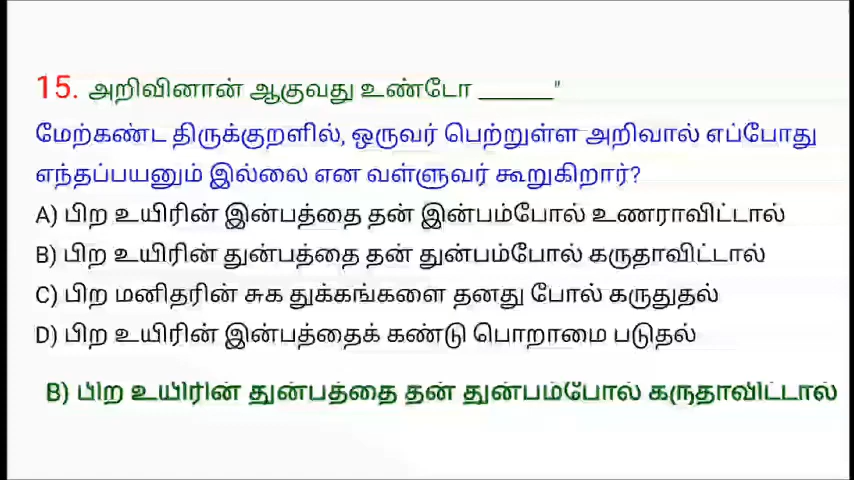 15. அறிவினான் ஆகுவது உண்டோ ______"
மேற்கண்ட திருக்குறளில், ஒருவர் பெற்றுள்ள அறிவால் எப்போது
எந்தப்பயனும் இல்லை என வள்ளுவர் கூறுகிறார்?
A) பிற உயிரின் இன்பத்தை தன் இன்பம்போல் உணராவிட்டால்
B) பிற உயிரின் துன்பத்தை தன் துன்பம்போல் கருதாவிட்டால்
C) பிற மனிதரின் சுக துக்கங்களை தனது போல் கருதுதல்
D) பிற உயிரின் இன்பத்தைக் கண்டு பொறாமை படுதல்
B) பிற உயிரின் துன்பத்தை தன் துன்பம்போல் கருதாவிட்டால்